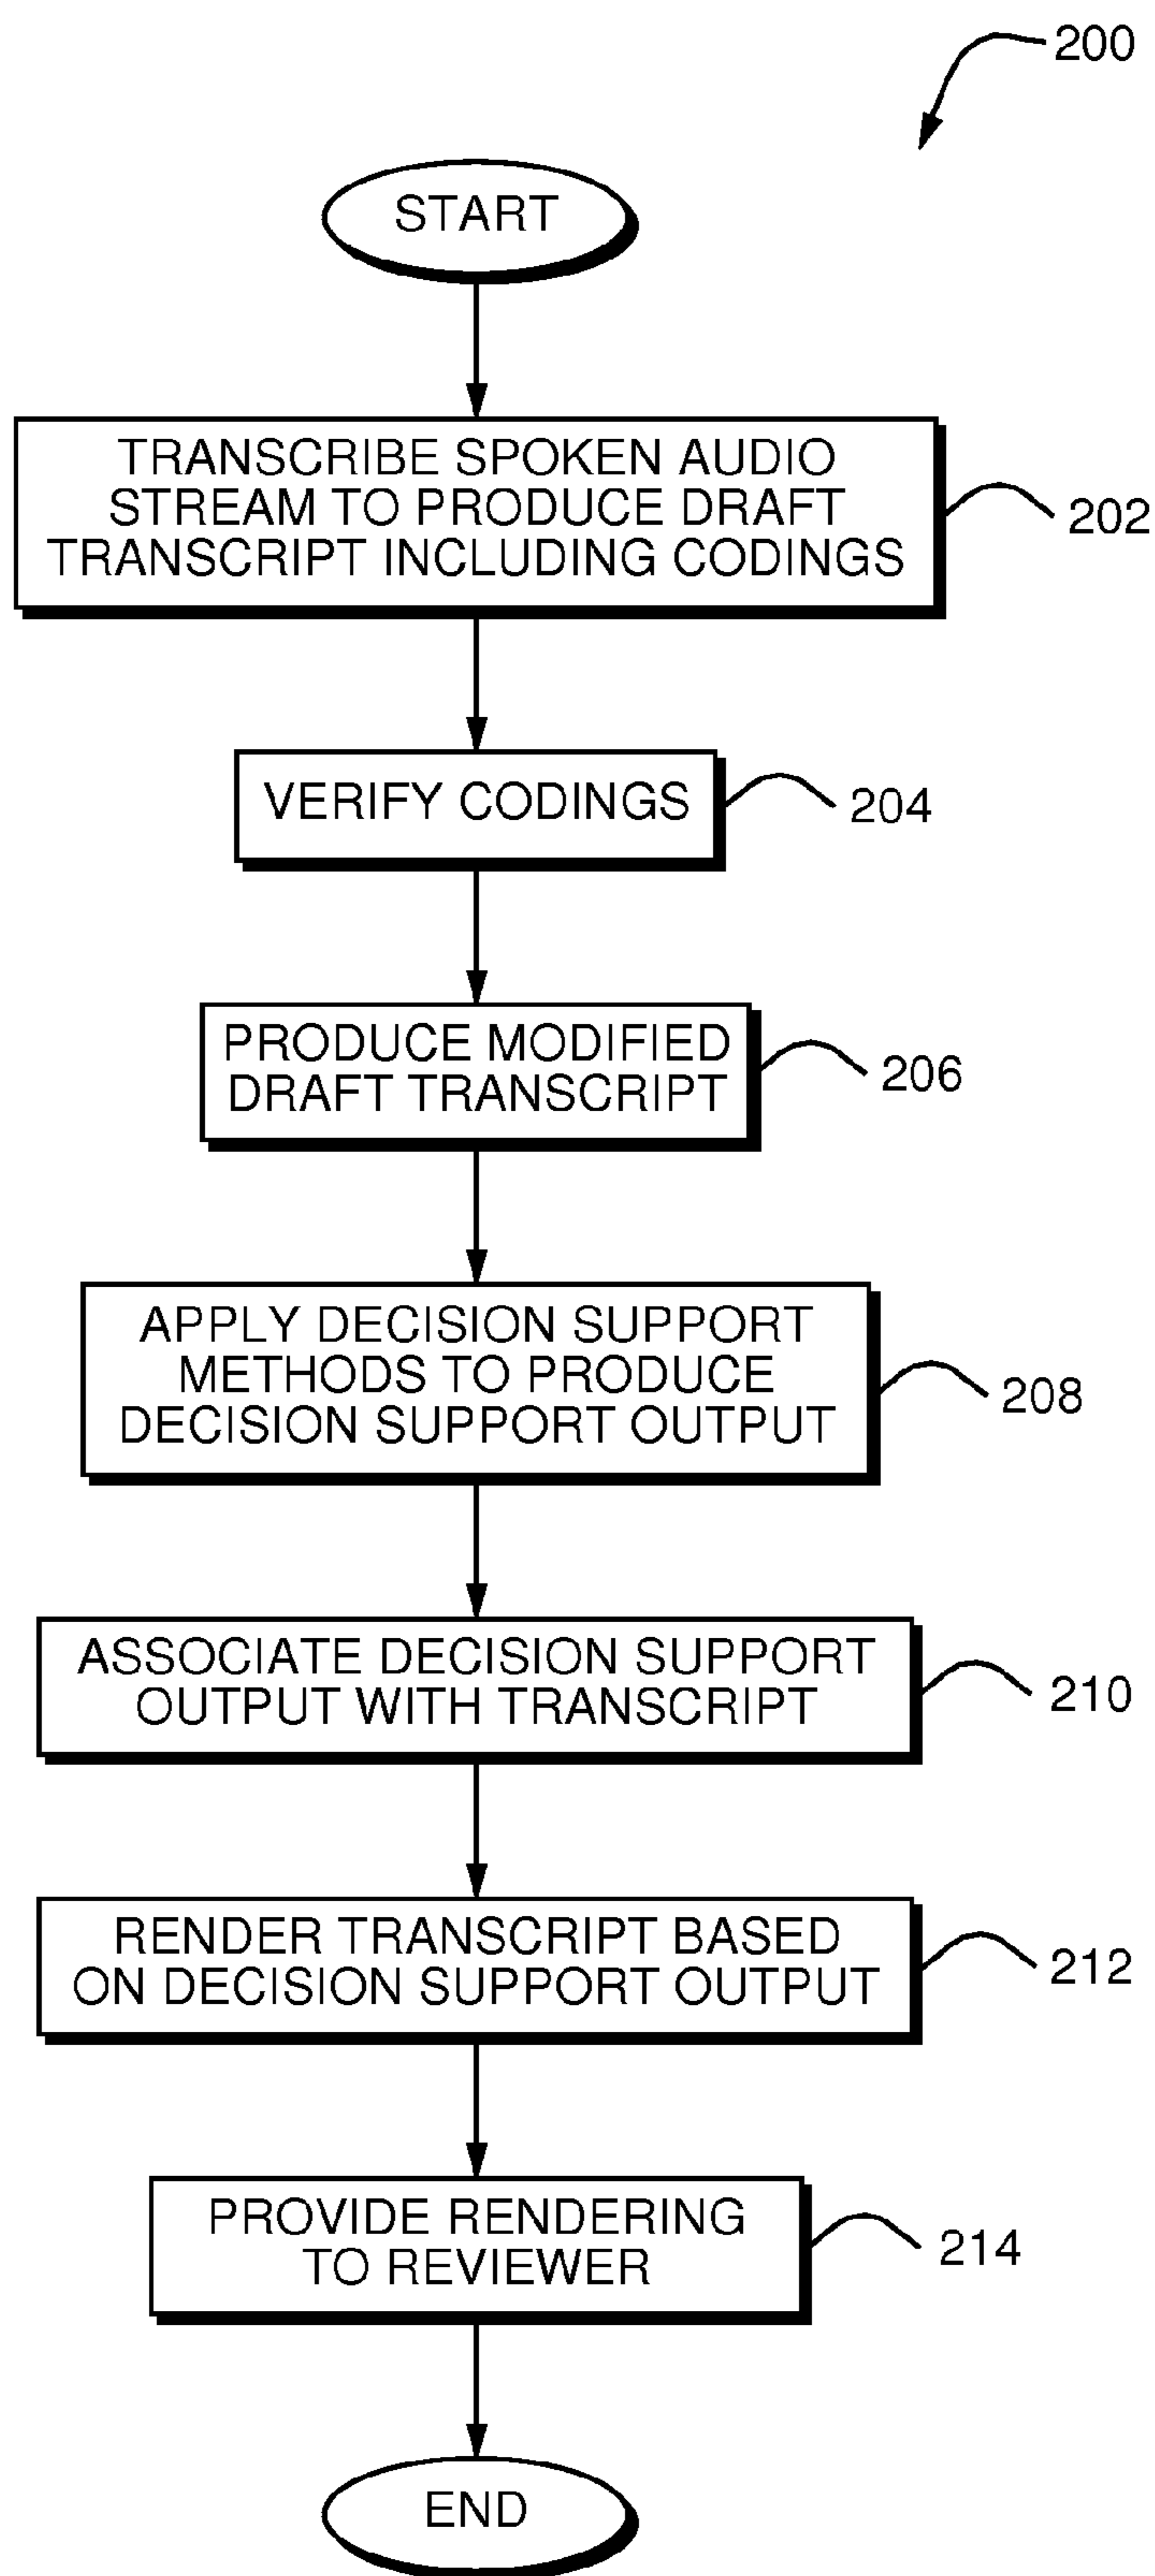 200
START
TRANSCRIBE SPOKEN AUDIO
STREAM TO PRODUCE DRAFT
TRANSCRIPT INCLUDING CODINGS
202
VERIFY CODINGS
204
PRODUCE MODIFIED
DRAFT TRANSCRIPT
206
APPLY DECISION SUPPORT
METHODS TO PRODUCE
DECISION SUPPORT OUTPUT
208
ASSOCIATE DECISION SUPPORT
OUTPUT WITH TRANSCRIPT
210
RENDER TRANSCRIPT BASED
ON DECISION SUPPORT OUTPUT
212
PROVIDE RENDERING
TO REVIEWER
214
END